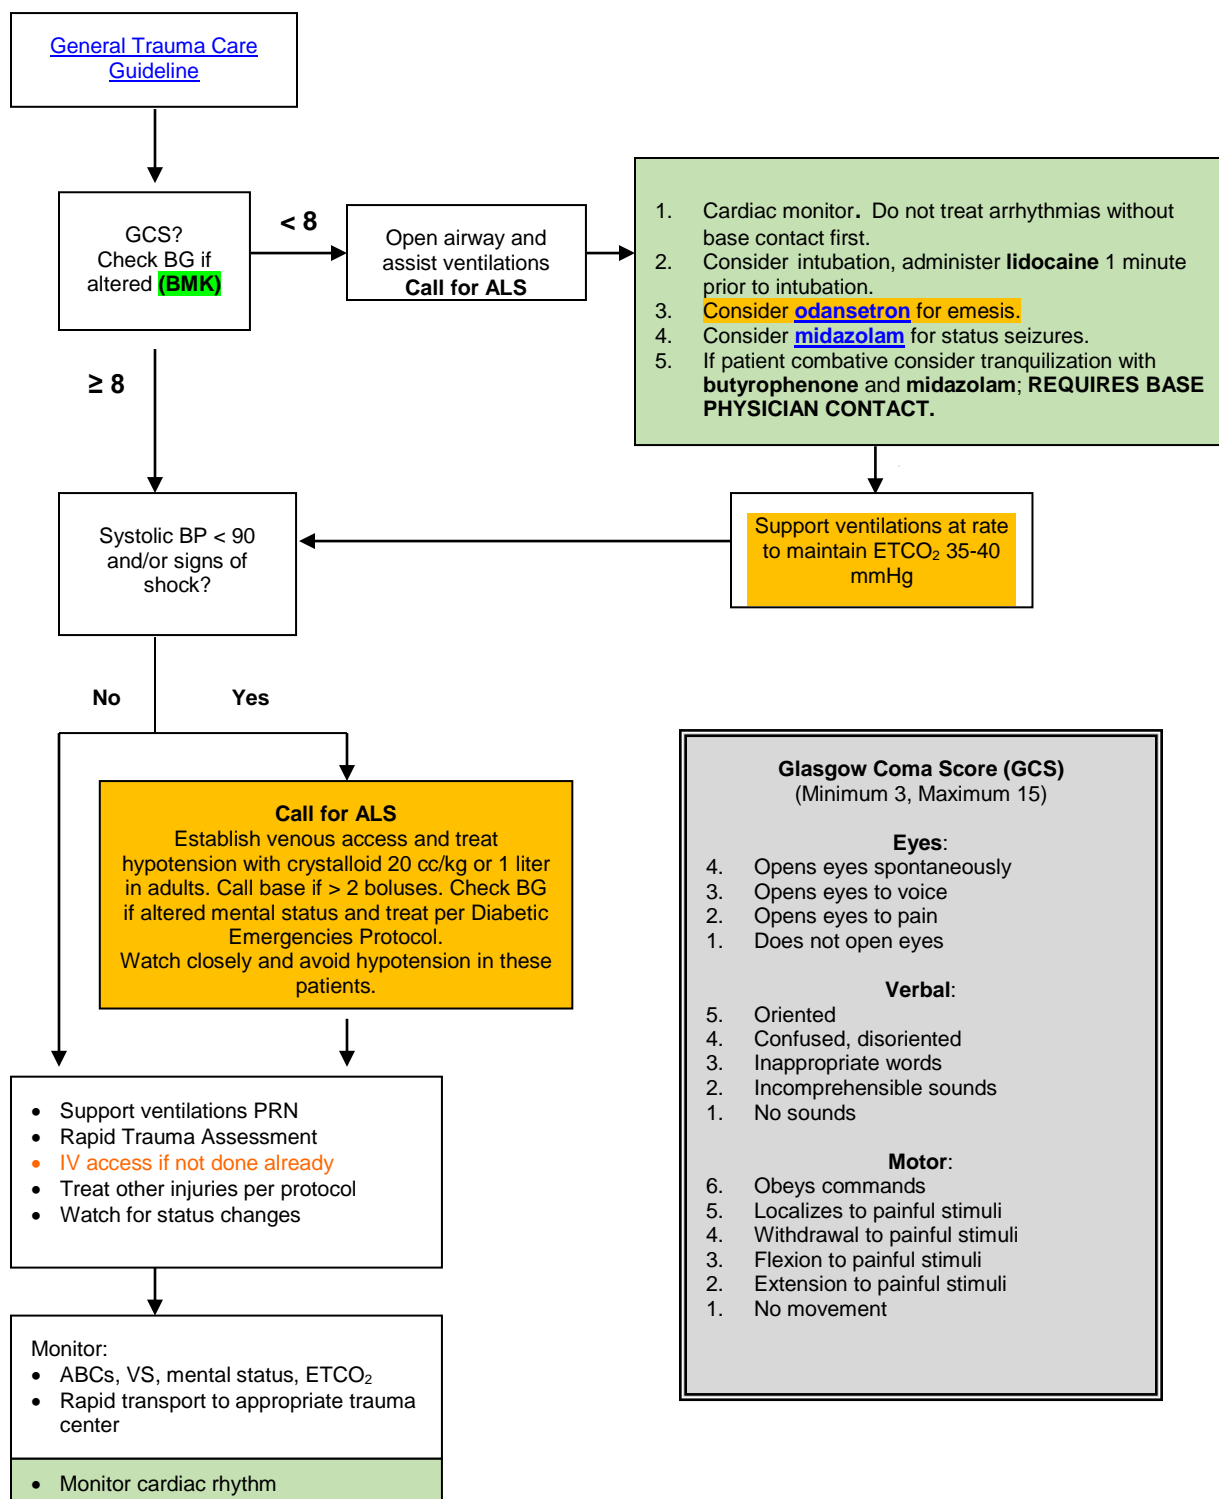 General Trauma Care
Guideline
GCS?
Check BG if
altered (BMK)
< 8
≥ 8
Open airway and
assist ventilations
Call for ALS
1. Cardiac monitor. Do not treat arrhythmias without
base contact first.
2. Consider intubation, administer lidocaine 1 minute
prior to intubation.
3. Consider odansetron for emesis.
4. Consider midazolam for status seizures.
5. If patient combative consider tranquilization with
butyrophenone and midazolam; REQUIRES BASE
PHYSICIAN CONTACT.
Support ventilations at rate
to maintain ETCO₂ 35-40
mmHg
Systolic BP < 90
and/or signs of
shock?
No
Yes
Call for ALS
Establish venous access and treat
hypotension with crystalloid 20 cc/kg or 1 liter
in adults. Call base if > 2 boluses. Check BG
if altered mental status and treat per Diabetic
Emergencies Protocol.
Watch closely and avoid hypotension in these
patients.
• Support ventilations PRN
• Rapid Trauma Assessment
• IV access if not done already
• Treat other injuries per protocol
• Watch for status changes
Monitor:
• ABCs, VS, mental status, ETCO₂
• Rapid transport to appropriate trauma
center
• Monitor cardiac rhythm
Glasgow Coma Score (GCS)
(Minimum 3, Maximum 15)
Eyes:
4. Opens eyes spontaneously
3. Opens eyes to voice
2. Opens eyes to pain
1. Does not open eyes
Verbal:
5. Oriented
4. Confused, disoriented
3. Inappropriate words
2. Incomprehensible sounds
1. No sounds
Motor:
6. Obeys commands
5. Localizes to painful stimuli
4. Withdrawal to painful stimuli
3. Flexion to painful stimuli
2. Extension to painful stimuli
1. No movement